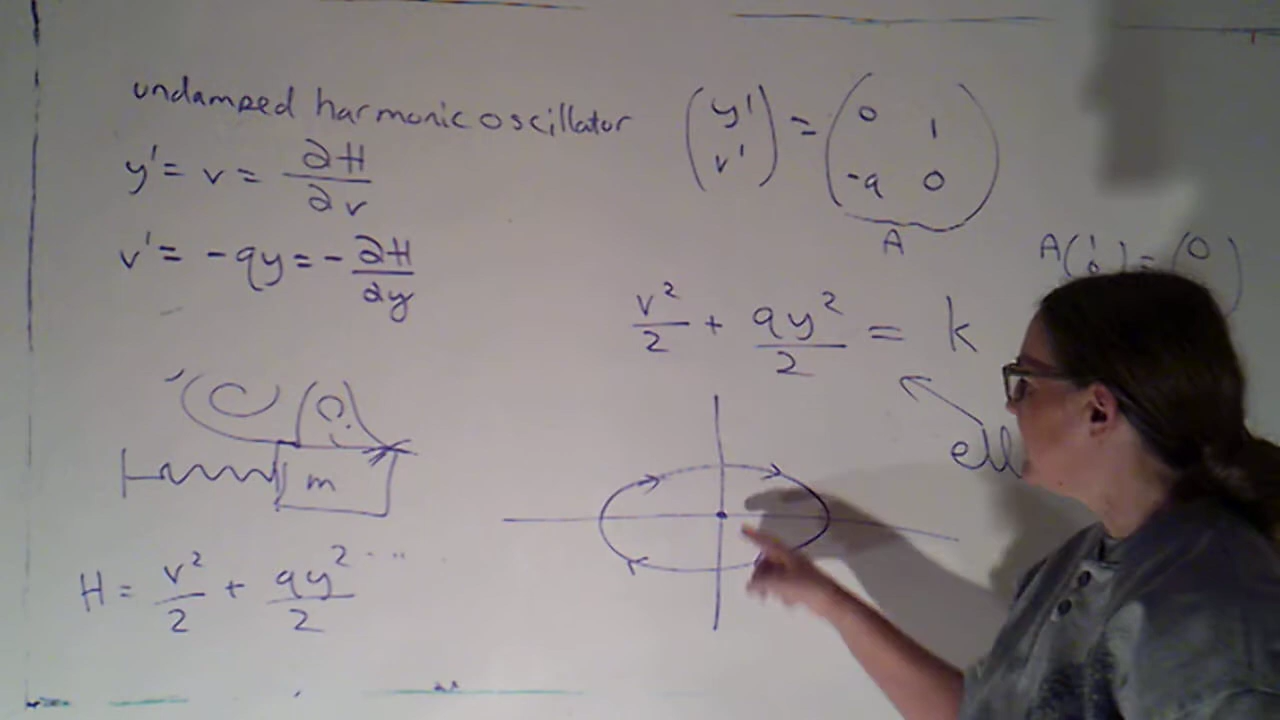 undamped harmonic oscillator
y' = v = ∂H/∂v
v' = -qy = -∂H/∂y
m
H = v²/2 + qy²/2 ...
(y' v') = (0 1 -q 0)
A
A(1 0) = (0
v²/2 + qy²/2 = k
ell